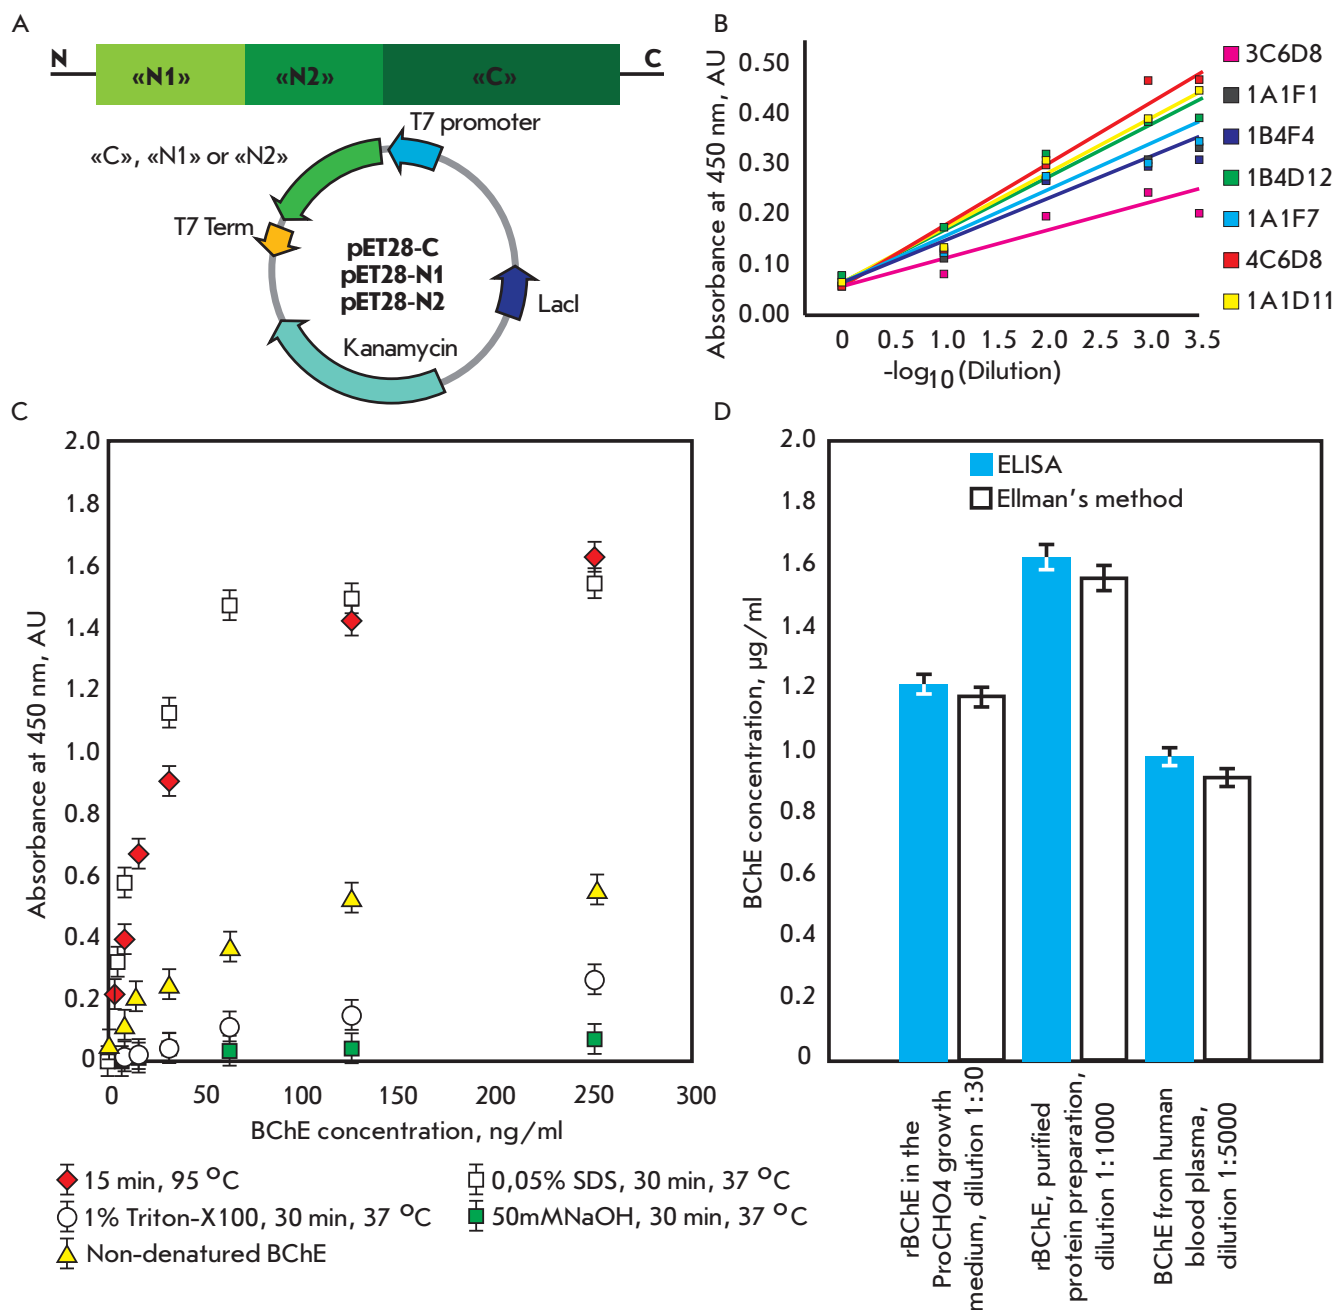 A
N
«N1»
«N2»
«C»
C
T7 promoter
«C», «N1» or «N2»
T7 Term
pET28-C
pET28-N1
pET28-N2
LacI
Kanamycin
B
Absorbance at 450 nm, AU
0.50
0.40
0.30
0.20
0.10
0.00
0 0.5 1.0 1.5 2.0 2.5 3.0 3.5
-log10 (Dilution)
3C6D8
1A1F1
1B4F4
1B4D12
1A1F7
4C6D8
1A1D11
C
Absorbance at 450 nm, AU
2.0
1.8
1.6
1.4
1.2
1.0
0.8
0.6
0.4
0.2
0
0 50 100 150 200 250 300
BChE concentration, ng/ml
15 min, 95 °C
1% Triton-X100, 30 min, 37 °C
Non-denatured BChE
0,05% SDS, 30 min, 37 °C
50mMNaOH, 30 min, 37 °C
D
BChE concentration, µg/ml
2.0
1.8
1.6
1.4
1.2
1.0
0.8
0.6
0.4
0.2
0
ELISA
Ellman's method
rBChE in the
ProCHO4 growth
medium, dilution 1:30
rBChE, purified
protein preparation,
dilution 1:1000
BChE from human
blood plasma,
dilution 1:5000